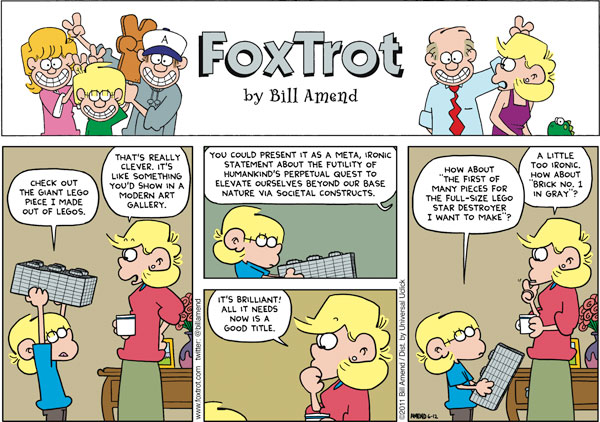 A
FOXTROT
by Bill Amend
CHECK OUT
THE GIANT LEGO
PIECE I MADE
OUT OF LEGOS.
THAT'S REALLY
CLEVER. IT'S
LIKE SOMETHING
YOU'D SHOW IN A
MODERN ART
GALLERY.
YOU COULD PRESENT IT AS A META, IRONIC
STATEMENT ABOUT THE FUTILITY OF
HUMANKIND'S PERPETUAL QUEST TO
ELEVATE OURSELVES BEYOND OUR BASE
NATURE VIA SOCIETAL CONSTRUCTS.
IT'S BRILLIANT!
ALL IT NEEDS
NOW IS A
GOOD TITLE.
www.foxtrot.com twitter: @billamend
©2011 Bill Amend / Dist. by Universal Uclick
HOW ABOUT
"THE FIRST OF
MANY PIECES FOR
THE FULL-SIZE LEGO
STAR DESTROYER
I WANT TO MAKE"?
A LITTLE
TOO IRONIC.
HOW ABOUT
"BRICK NO. 1
IN GRAY"?
AMEND 6-12